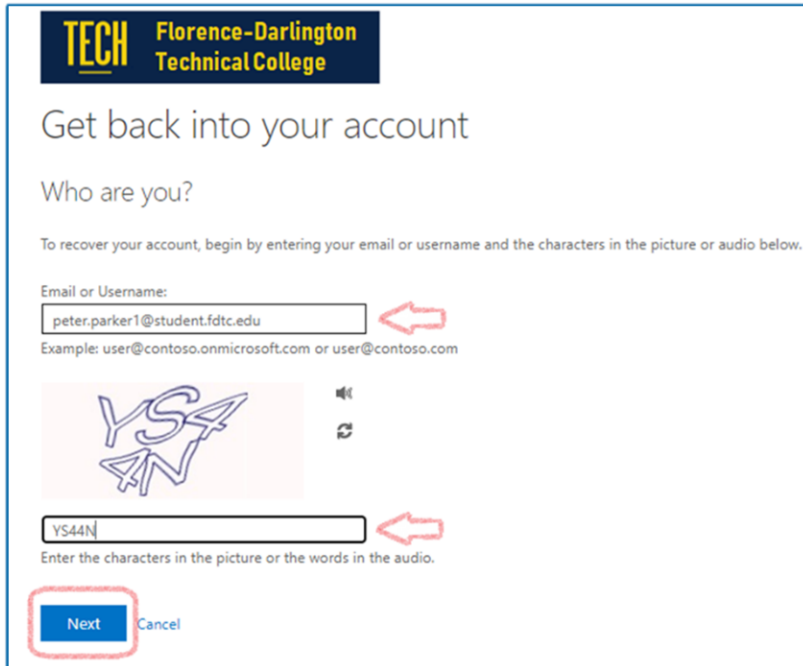 TECH Florence-Darlington
Technical College
Get back into your account
Who are you?
To recover your account, begin by entering your email or username and the characters in the picture or audio below.
Email or Username:
peter.parker1@student.fdtc.edu
Example: user@contoso.onmicrosoft.com or user@contoso.com
YS4
4N
YS44N
Enter the characters in the picture or the words in the audio.
Next Cancel